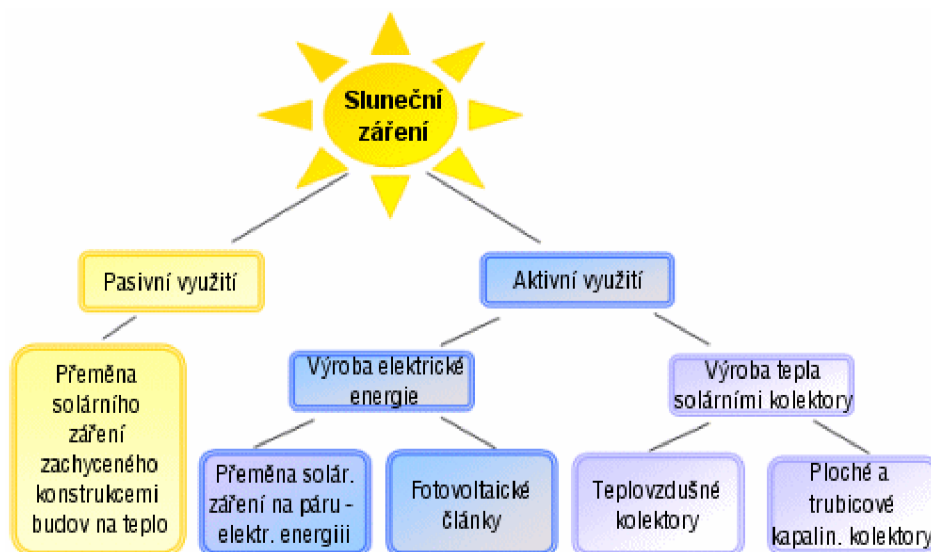 Sluneční
záření
Pasivní využití
Aktivní využití
Přeměna
solárního
záření
zachyceného
konstrukcemi
budov na teplo
Výroba elektrické
energie
Výroba tepla
solárními kolektory
Přeměna solár.
záření na páru -
elektr. energiii
Fotovoltaické
články
Teplovzdušné
kolektory
Ploché a
trubicové
kapalin. kolektory